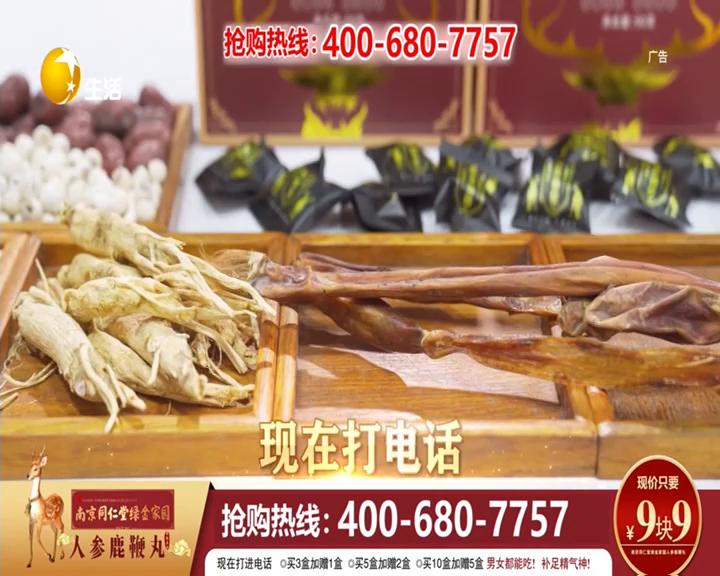 抢购热线：400-680-7757
广告
生活
现在打电话
南京同仁堂绿金家园
人参鹿鞭丸
抢购热线：400-680-7757
现在打进电话 买3盒加赠1盒 买5盒加赠2盒 买10盒加赠5盒 男女都能吃！补足精气神！
现价只要
¥9块9